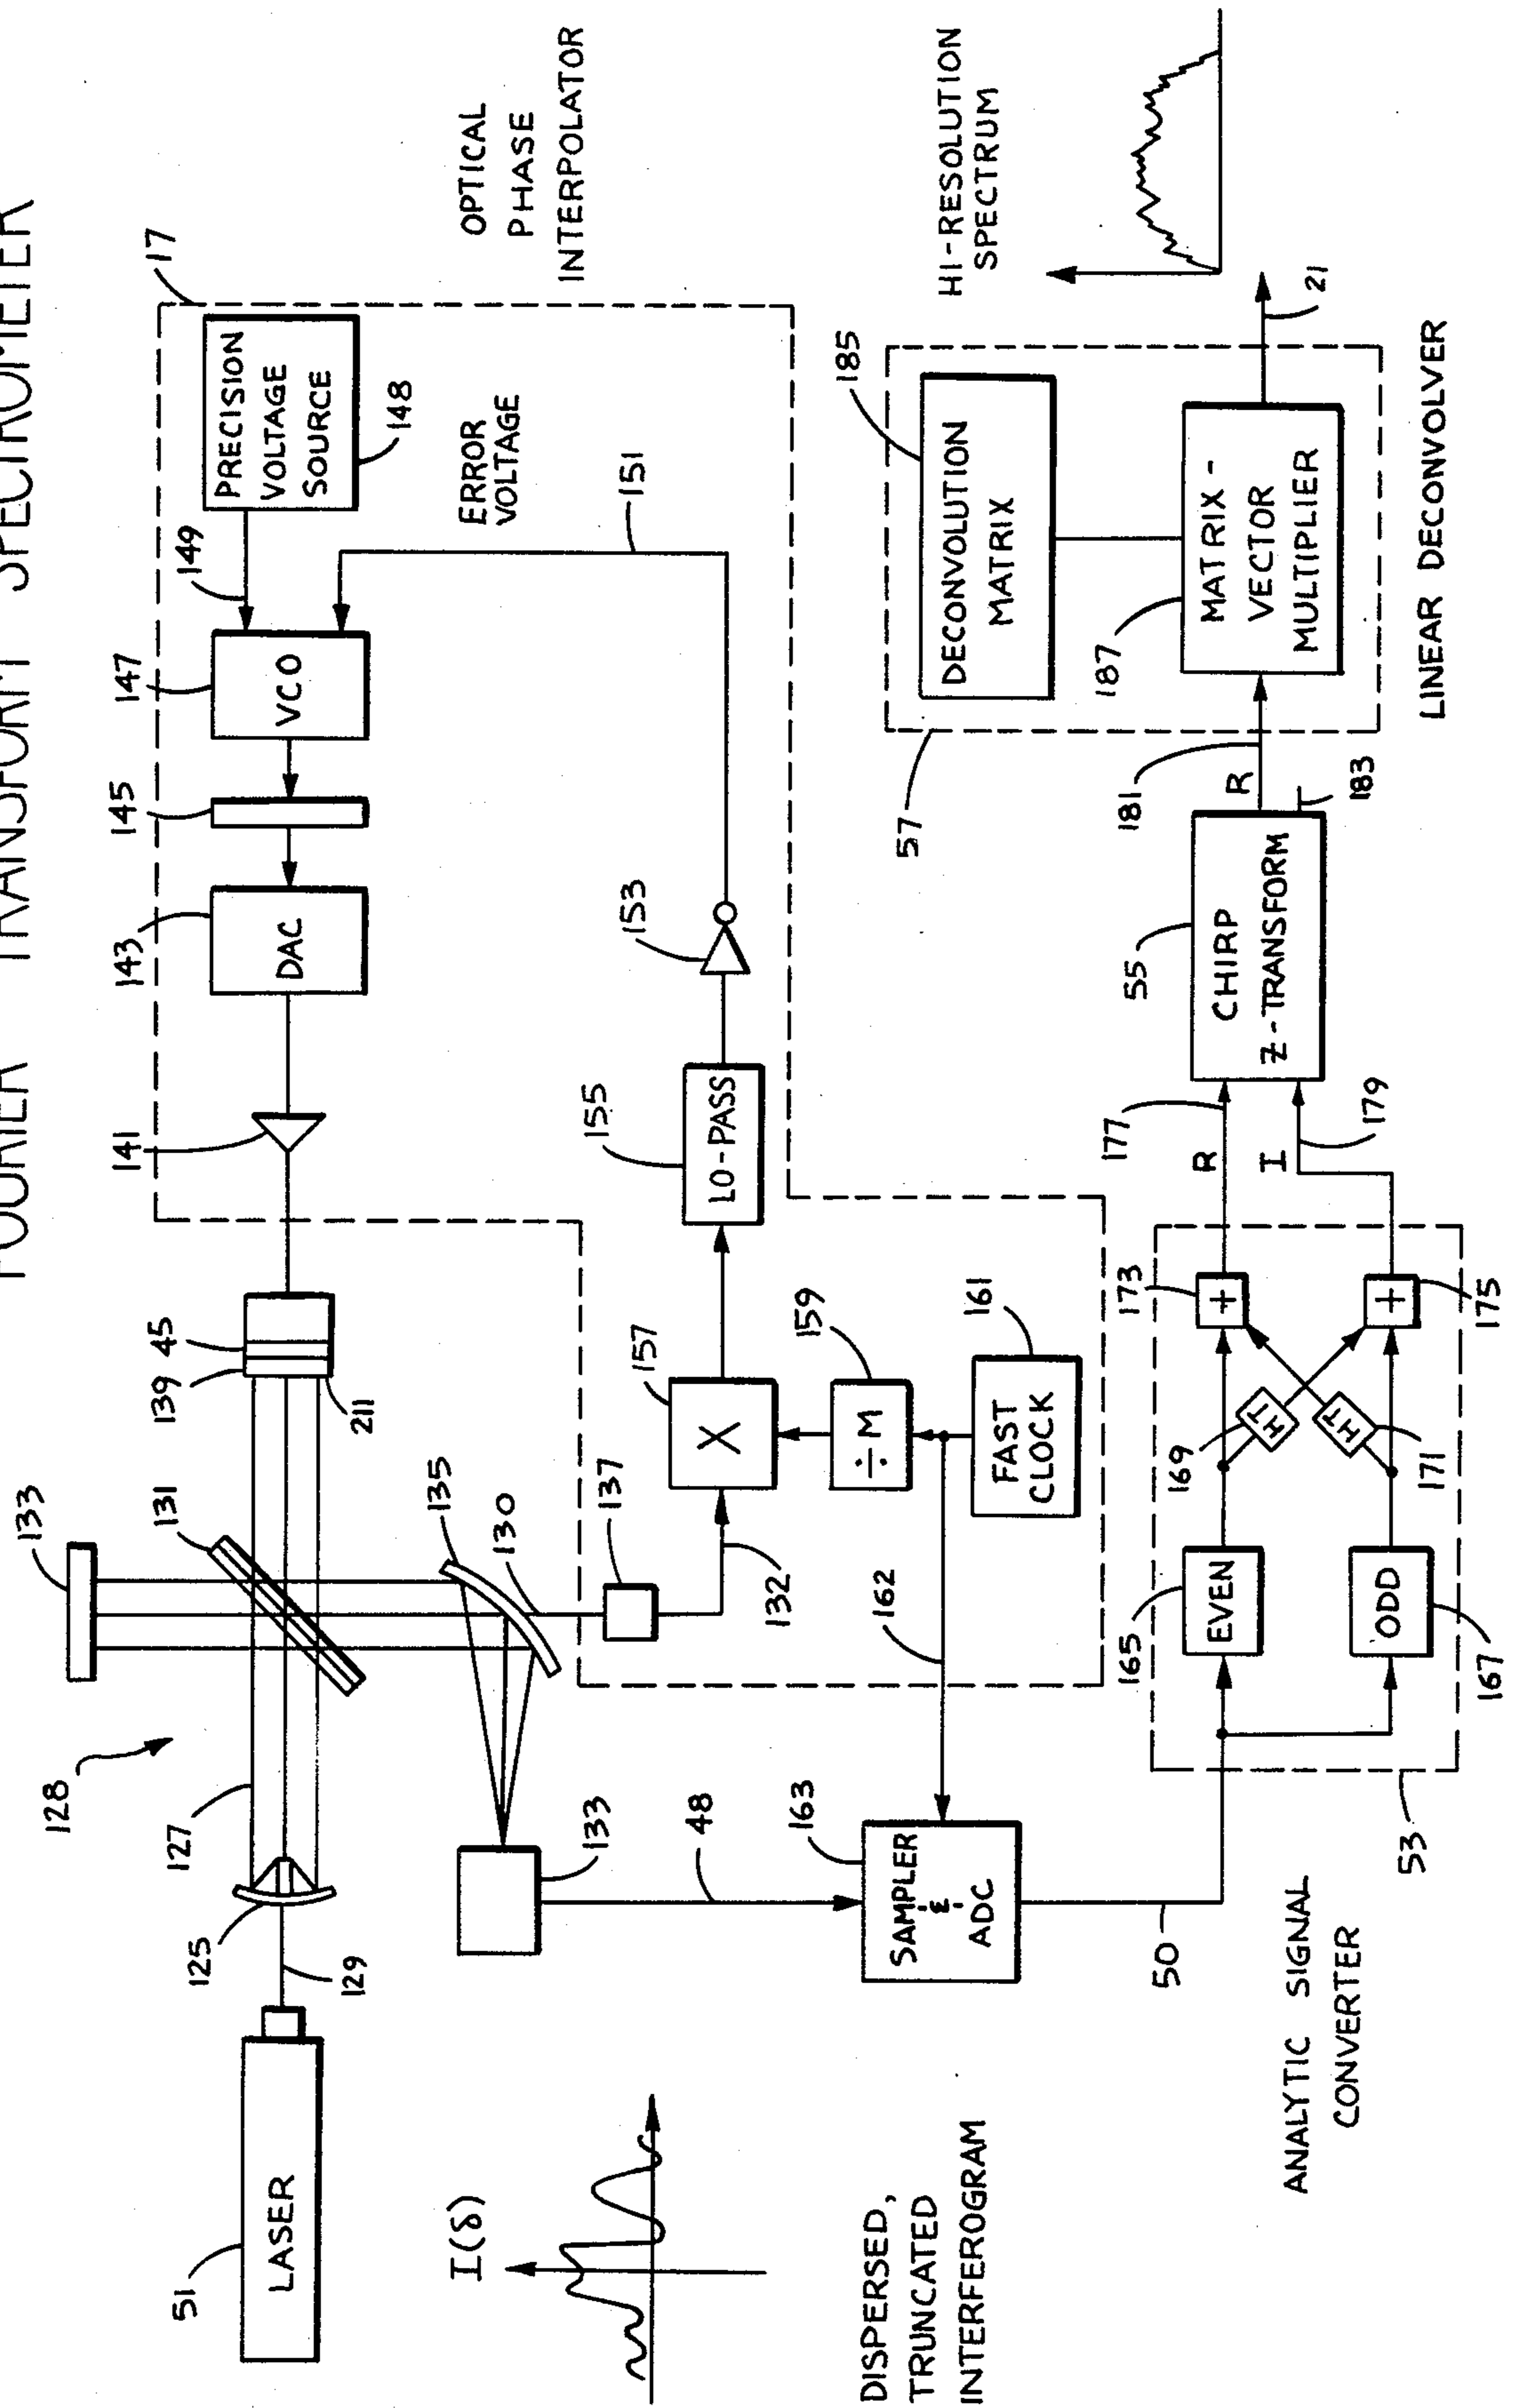 FOURIER TRANSFORM SPECTROMETER
51
LASER
129
125
127
128
133
131
139
45
211
141
143
DAC
145
147
VCO
149
17
PRECISION
VOLTAGE
SOURCE
148
ERROR
VOLTAGE
151
OPTICAL
PHASE
INTERPOLATOR
153
155
LO-PASS
157
X
159
÷M
161
FAST
CLOCK
162
132
137
130
135
133
48
163
SAMPLER
&
ADC
50
I(δ)
DISPERSED,
TRUNCATED
INTERFEROGRAM
ANALYTIC SIGNAL
CONVERTER
53
165
EVEN
167
ODD
169
HT
171
HT
173
+
175
+
177
R
I
179
55
CHIRP
Z-TRANSFORM
181
R
183
57
185
DECONVOLUTION
MATRIX
187
MATRIX-
VECTOR
MULTIPLIER
21
LINEAR DECONVOLVER
HI-RESOLUTION
SPECTRUM